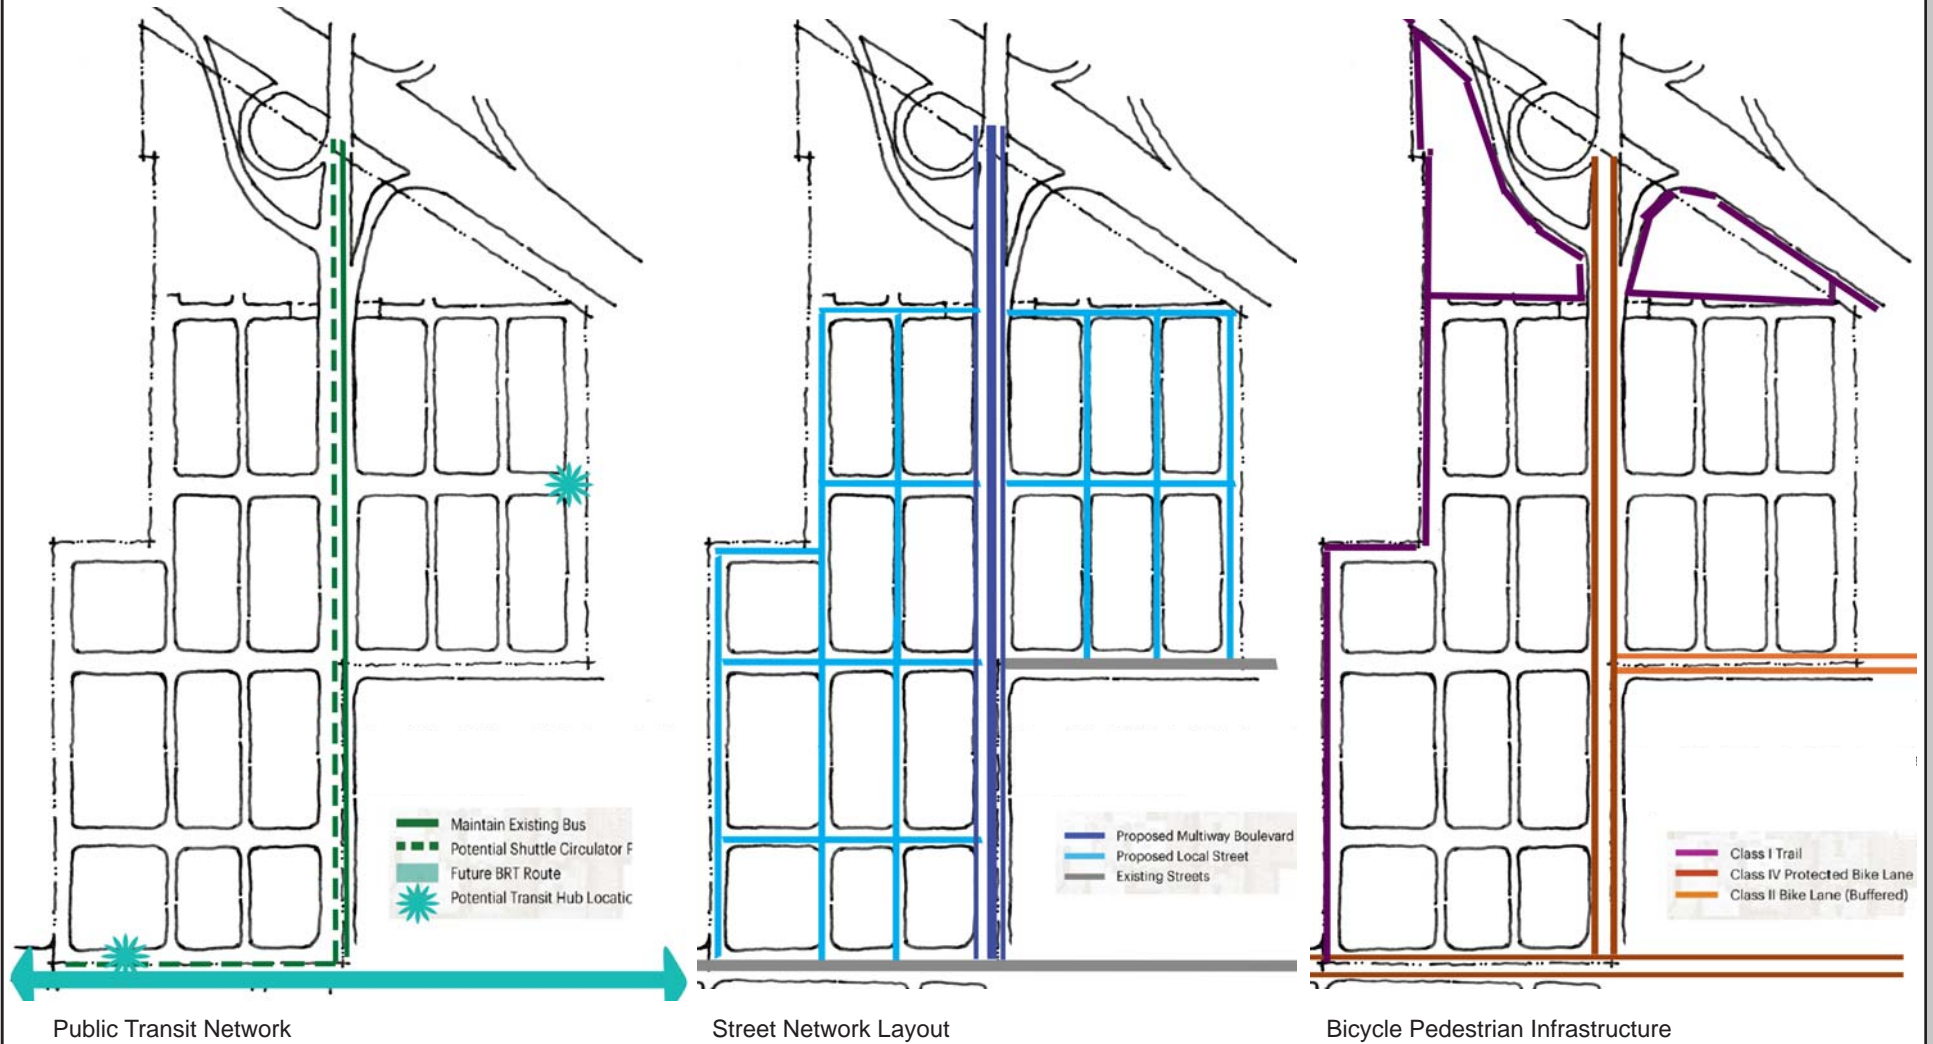 Maintain Existing Bus
Potential Shuttle Circulator F
Future BRT Route
Potential Transit Hub Locatic
Proposed Multiway Boulevard
Proposed Local Street
Existing Streets
Class I Trail
Class IV Protected Bike Lane
Class II Bike Lane (Buffered)
Public Transit Network
Street Network Layout
Bicycle Pedestrian Infrastructure